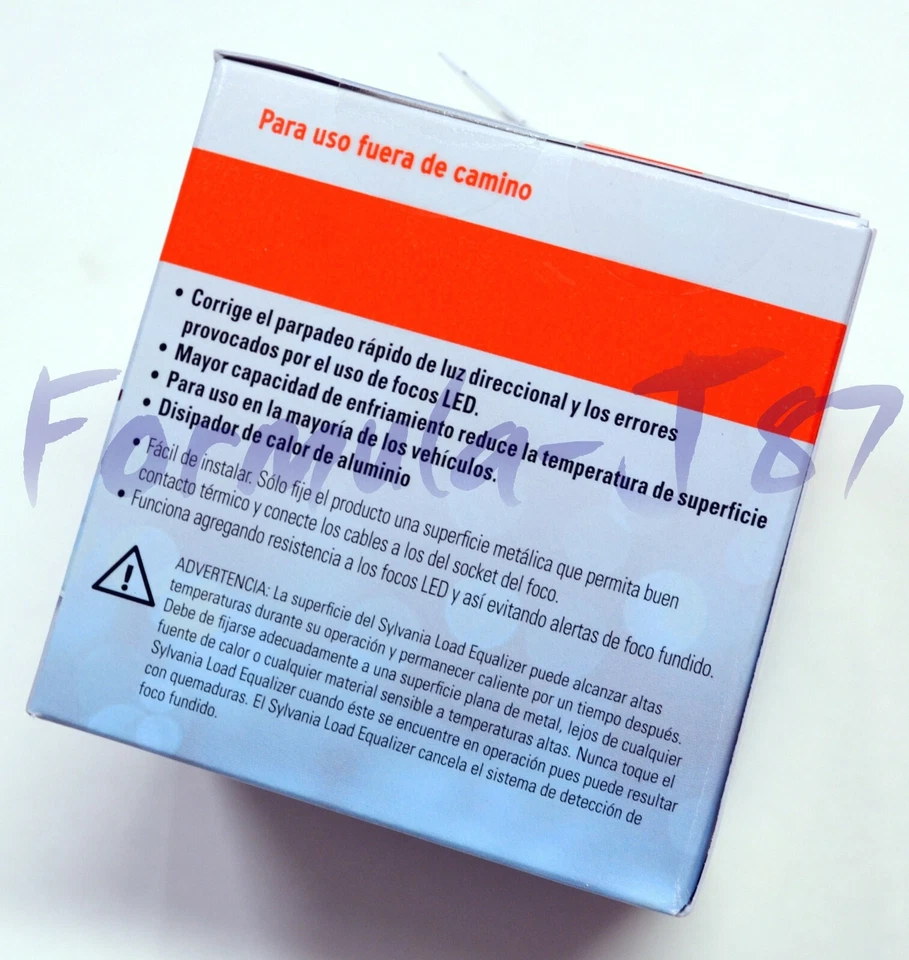 Para uso fuera de camino
• Corrige el parpadeo rápido de luz direccional y los errores
provocados por el uso de focos LED.
• Mayor capacidad de enfriamiento reduce la temperatura de superficie
• Para uso en la mayoría de los vehículos.
• Disipador de calor de aluminio
• Fácil de instalar. Sólo fije el producto una superficie metálica que permita buen
contacto térmico y conecte los cables a los del socket del foco.
• Funciona agregando resistencia a los focos LED y así evitando alertas de foco fundido.
ADVERTENCIA: La superficie del Sylvania Load Equalizer puede alcanzar altas
temperaturas durante su operación y permanecer caliente por un tiempo después.
Debe de fijarse adecuadamente a una superficie plana de metal, lejos de cualquier
fuente de calor o cualquier material sensible a temperaturas altas. Nunca toque el
Sylvania Load Equalizer cuando éste se encuentre en operación pues puede resultar
con quemaduras. El Sylvania Load Equalizer cancela el sistema de detección de
foco fundido.
Formula-J87